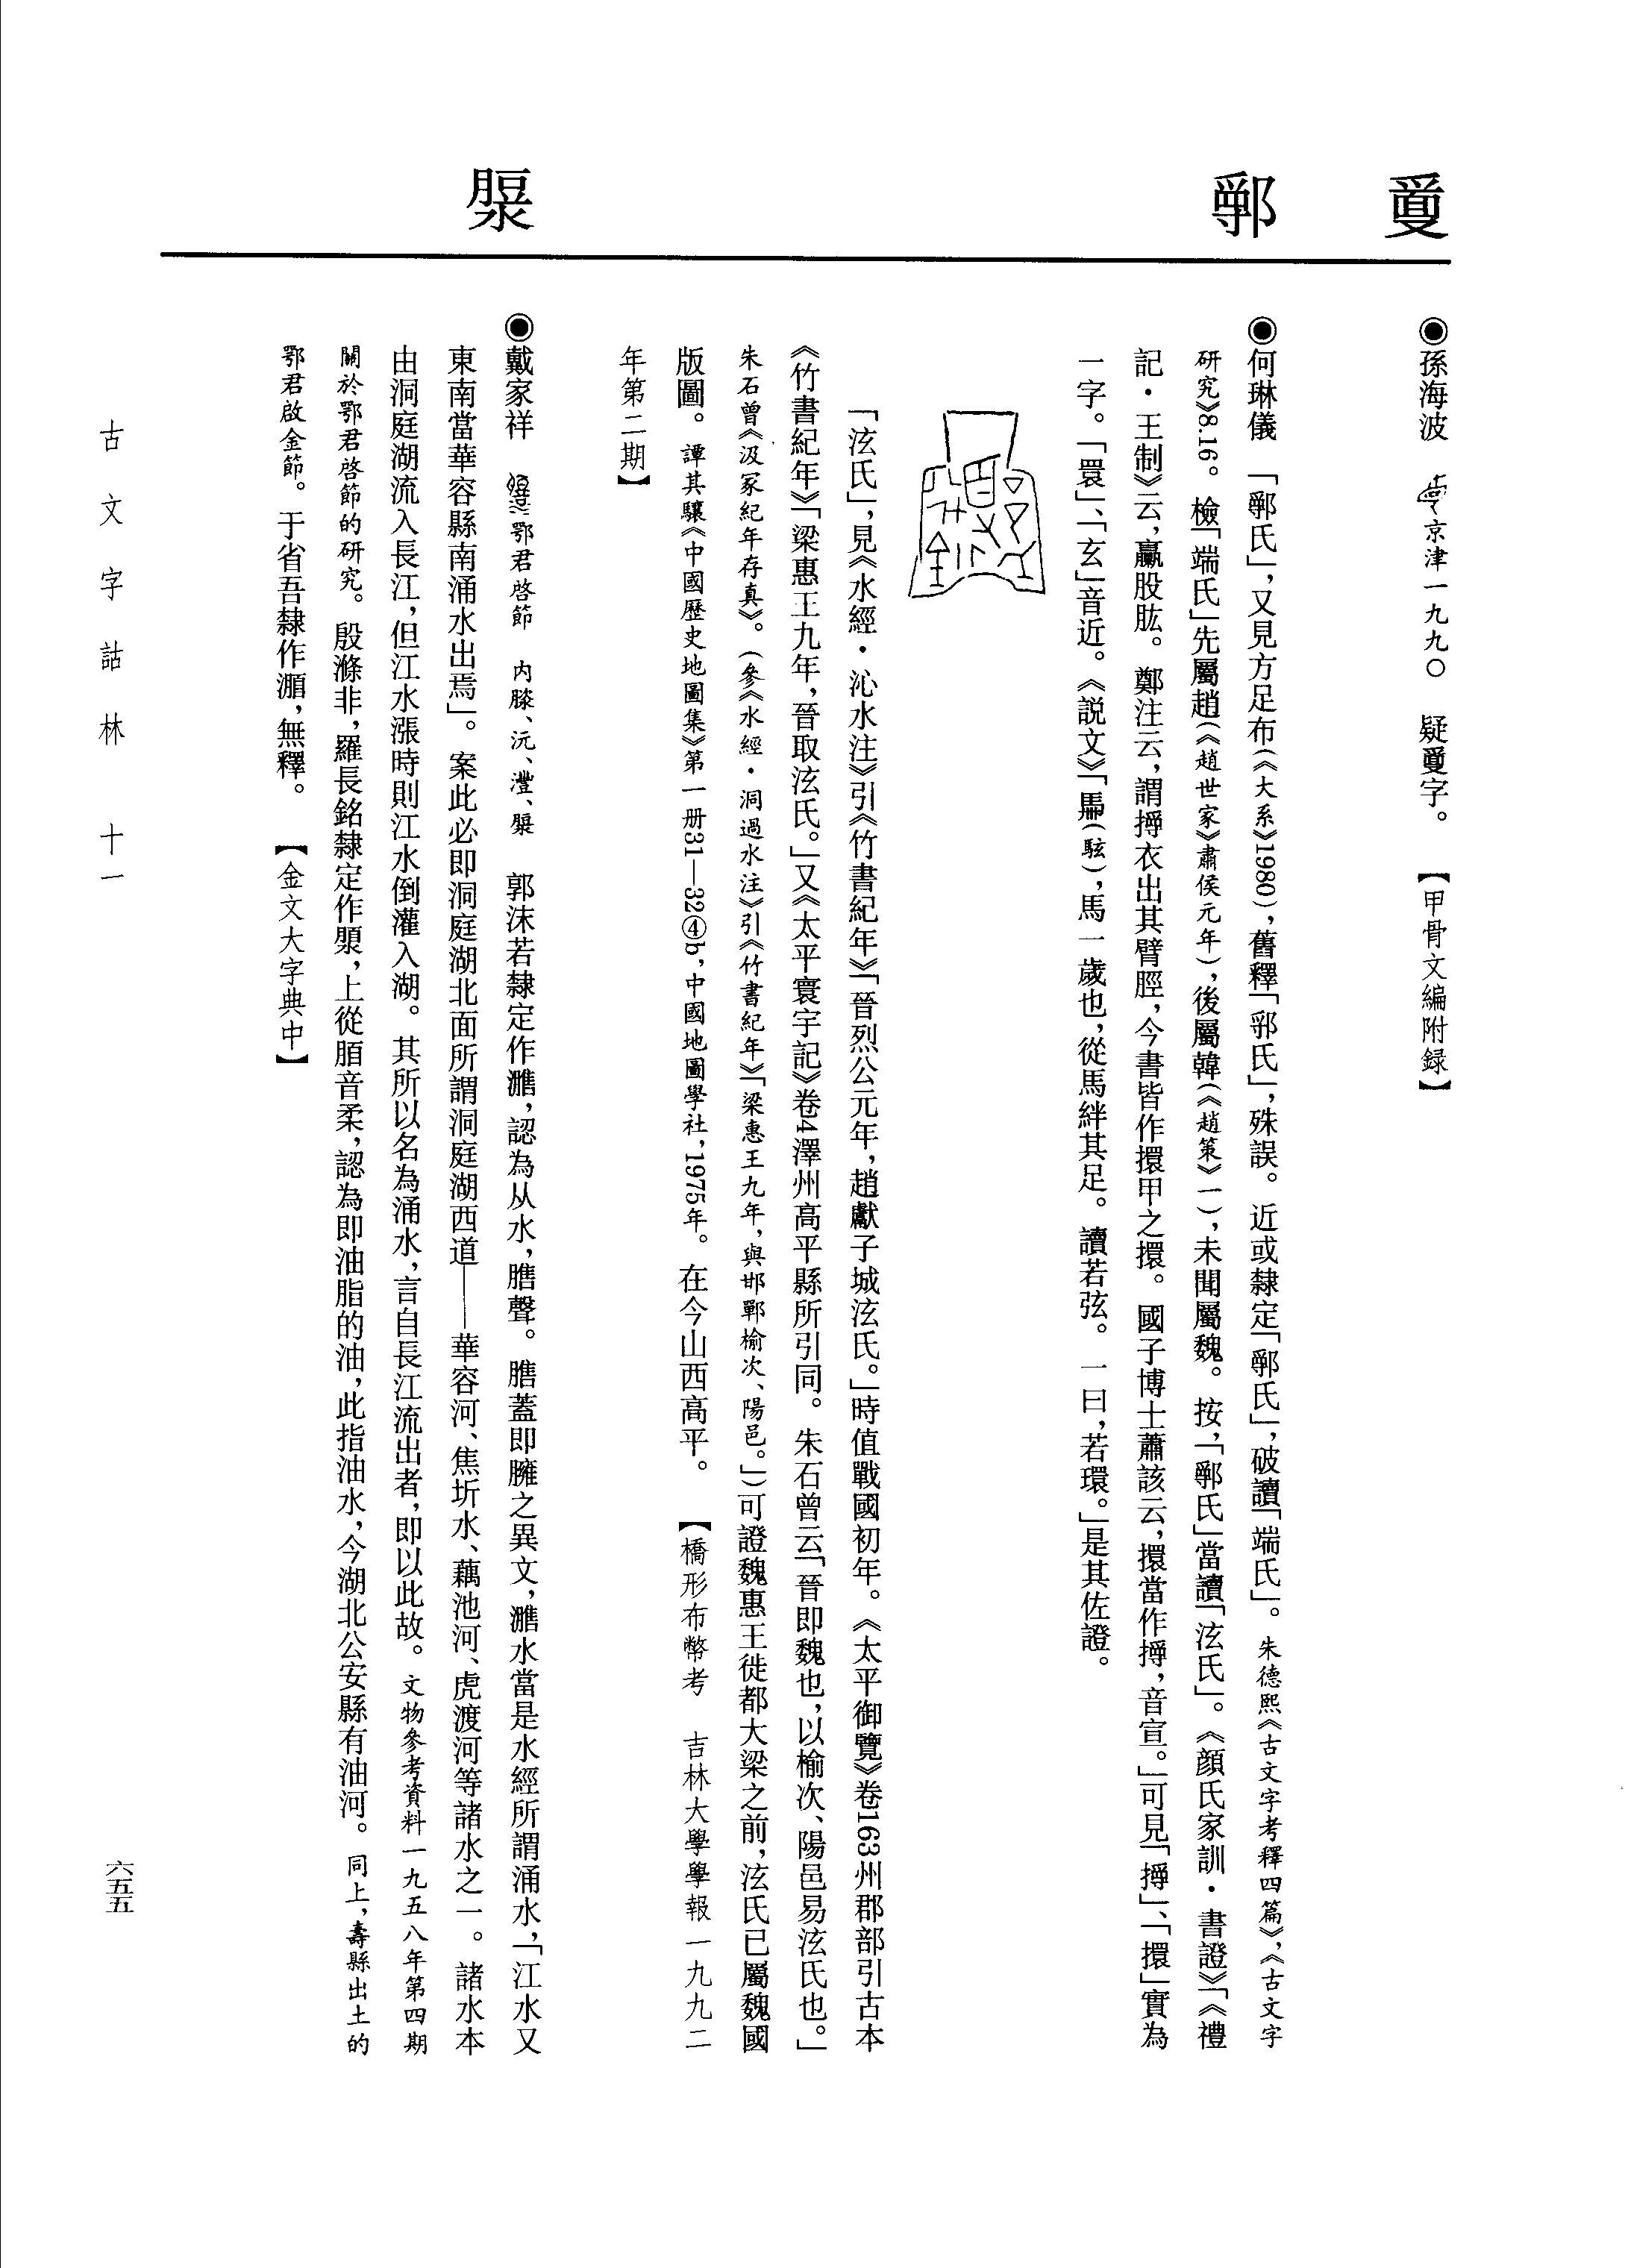 孫海波　京津一九九〇　疑字。　【甲骨文編附録】
何琳儀　「氏」，又見方足布（《大系》1980），舊釋「氏」，殊誤。近或隸定「氏」，破讀「端氏」。朱德熙《古文字考釋四篇》，《古文字
研究》8.16。檢「端氏」先屬趙（《趙世家》肅侯元年），後屬韓（《趙策》一），未聞屬魏。按，「氏」當讀「泫氏」。《顔氏家訓・書證》「《禮
記・王制》云，贏股肱。鄭注云，謂揎衣出其臂脛，今書皆作擐甲之擐。國子博士蕭該云，擐當作揎，音宣。」可見「」、「擐」實為
一字。「睘」、「玄」音近。《説文》「（駭），馬一歲也，從馬絆其足。讀若弦。一曰，若環。」是其佐證。
「泫氏」，見《水經・沁水注》引《竹書紀年》「晉烈公元年，趙獻子城泫氏。」時值戰國初年。《太平御覽》卷163州郡部引古本
《竹書紀年》「梁惠王九年，晉取泫氏。」又《太平寰宇記》卷4澤州高平縣所引同。朱石曾云「晉即魏也，以榆次、陽邑易泫氏也。」
朱石曾《汲冢紀年存真》。（參《水經・洞過水注》引《竹書紀年》「梁惠王九年，與邯鄲榆次、陽邑。」）可證魏惠王徙都大梁之前，泫氏已屬魏國
版圖。譚其驤《中國歷史地圖集》第一册31—32④b，中國地圖學社，1975年。在今山西高平。　【橋形布幣考　吉林大學學報一九九二
年第二期】
戴家祥　鄂君啓節　内、沅、澧、　郭沫若隸定作，認為从水，膳聲。蓋即臃之異文，水當是水經所謂涌水，「江水又
東南當華容縣南涌水出焉」。案此必即洞庭湖北面所謂洞庭湖西道——華容河、焦圻水、藕池河、虎渡河等諸水之一。諸水本
由洞庭湖流入長江，但江水漲時則江水倒灌入湖。其所以名為涌水，言自長江流出者，即以此故。文物參考資料一九五八年第四期
關於鄂君啓節的研究。殷滌非，羅長銘隸定作，上從脜音柔，認為即油脂的油，此指油水，今湖北公安縣有油河。同上，壽縣出土的
鄂君啟金節。于省吾隸作，無釋。　【金文大字典中】
古文字詁林　十一
六五五